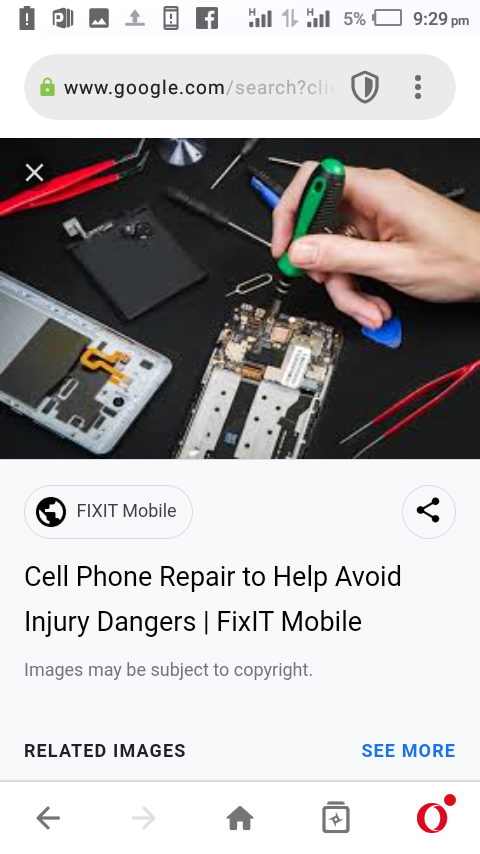 H H 5% 9:29 pm
www.google.com/search?clie
FIXIT Mobile
Cell Phone Repair to Help Avoid
Injury Dangers | FixIT Mobile
Images may be subject to copyright.
RELATED IMAGES SEE MORE